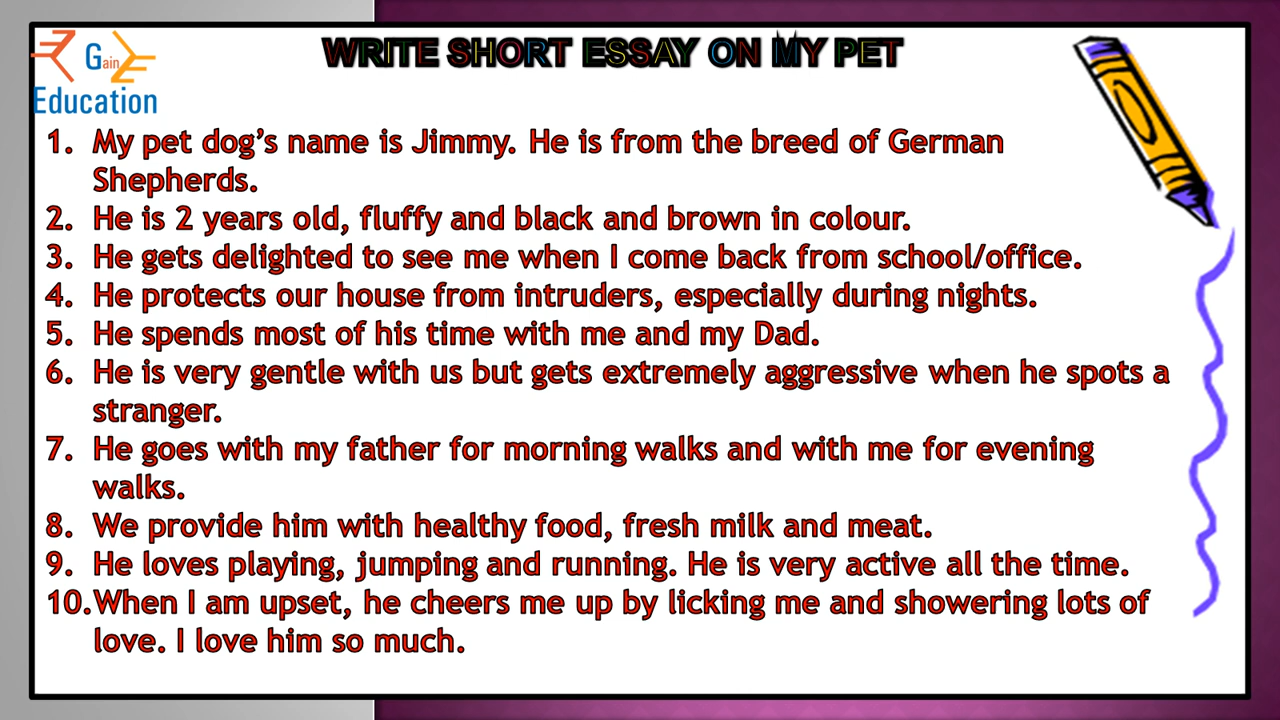 WRITE SHORT ESSAY ON MY PET
Gain
Education
1. My pet dog’s name is Jimmy. He is from the breed of German
Shepherds.
2. He is 2 years old, fluffy and black and brown in colour.
3. He gets delighted to see me when I come back from school/office.
4. He protects our house from intruders, especially during nights.
5. He spends most of his time with me and my Dad.
6. He is very gentle with us but gets extremely aggressive when he spots a
stranger.
7. He goes with my father for morning walks and with me for evening
walks.
8. We provide him with healthy food, fresh milk and meat.
9. He loves playing, jumping and running. He is very active all the time.
10.When I am upset, he cheers me up by licking me and showering lots of
love. I love him so much.